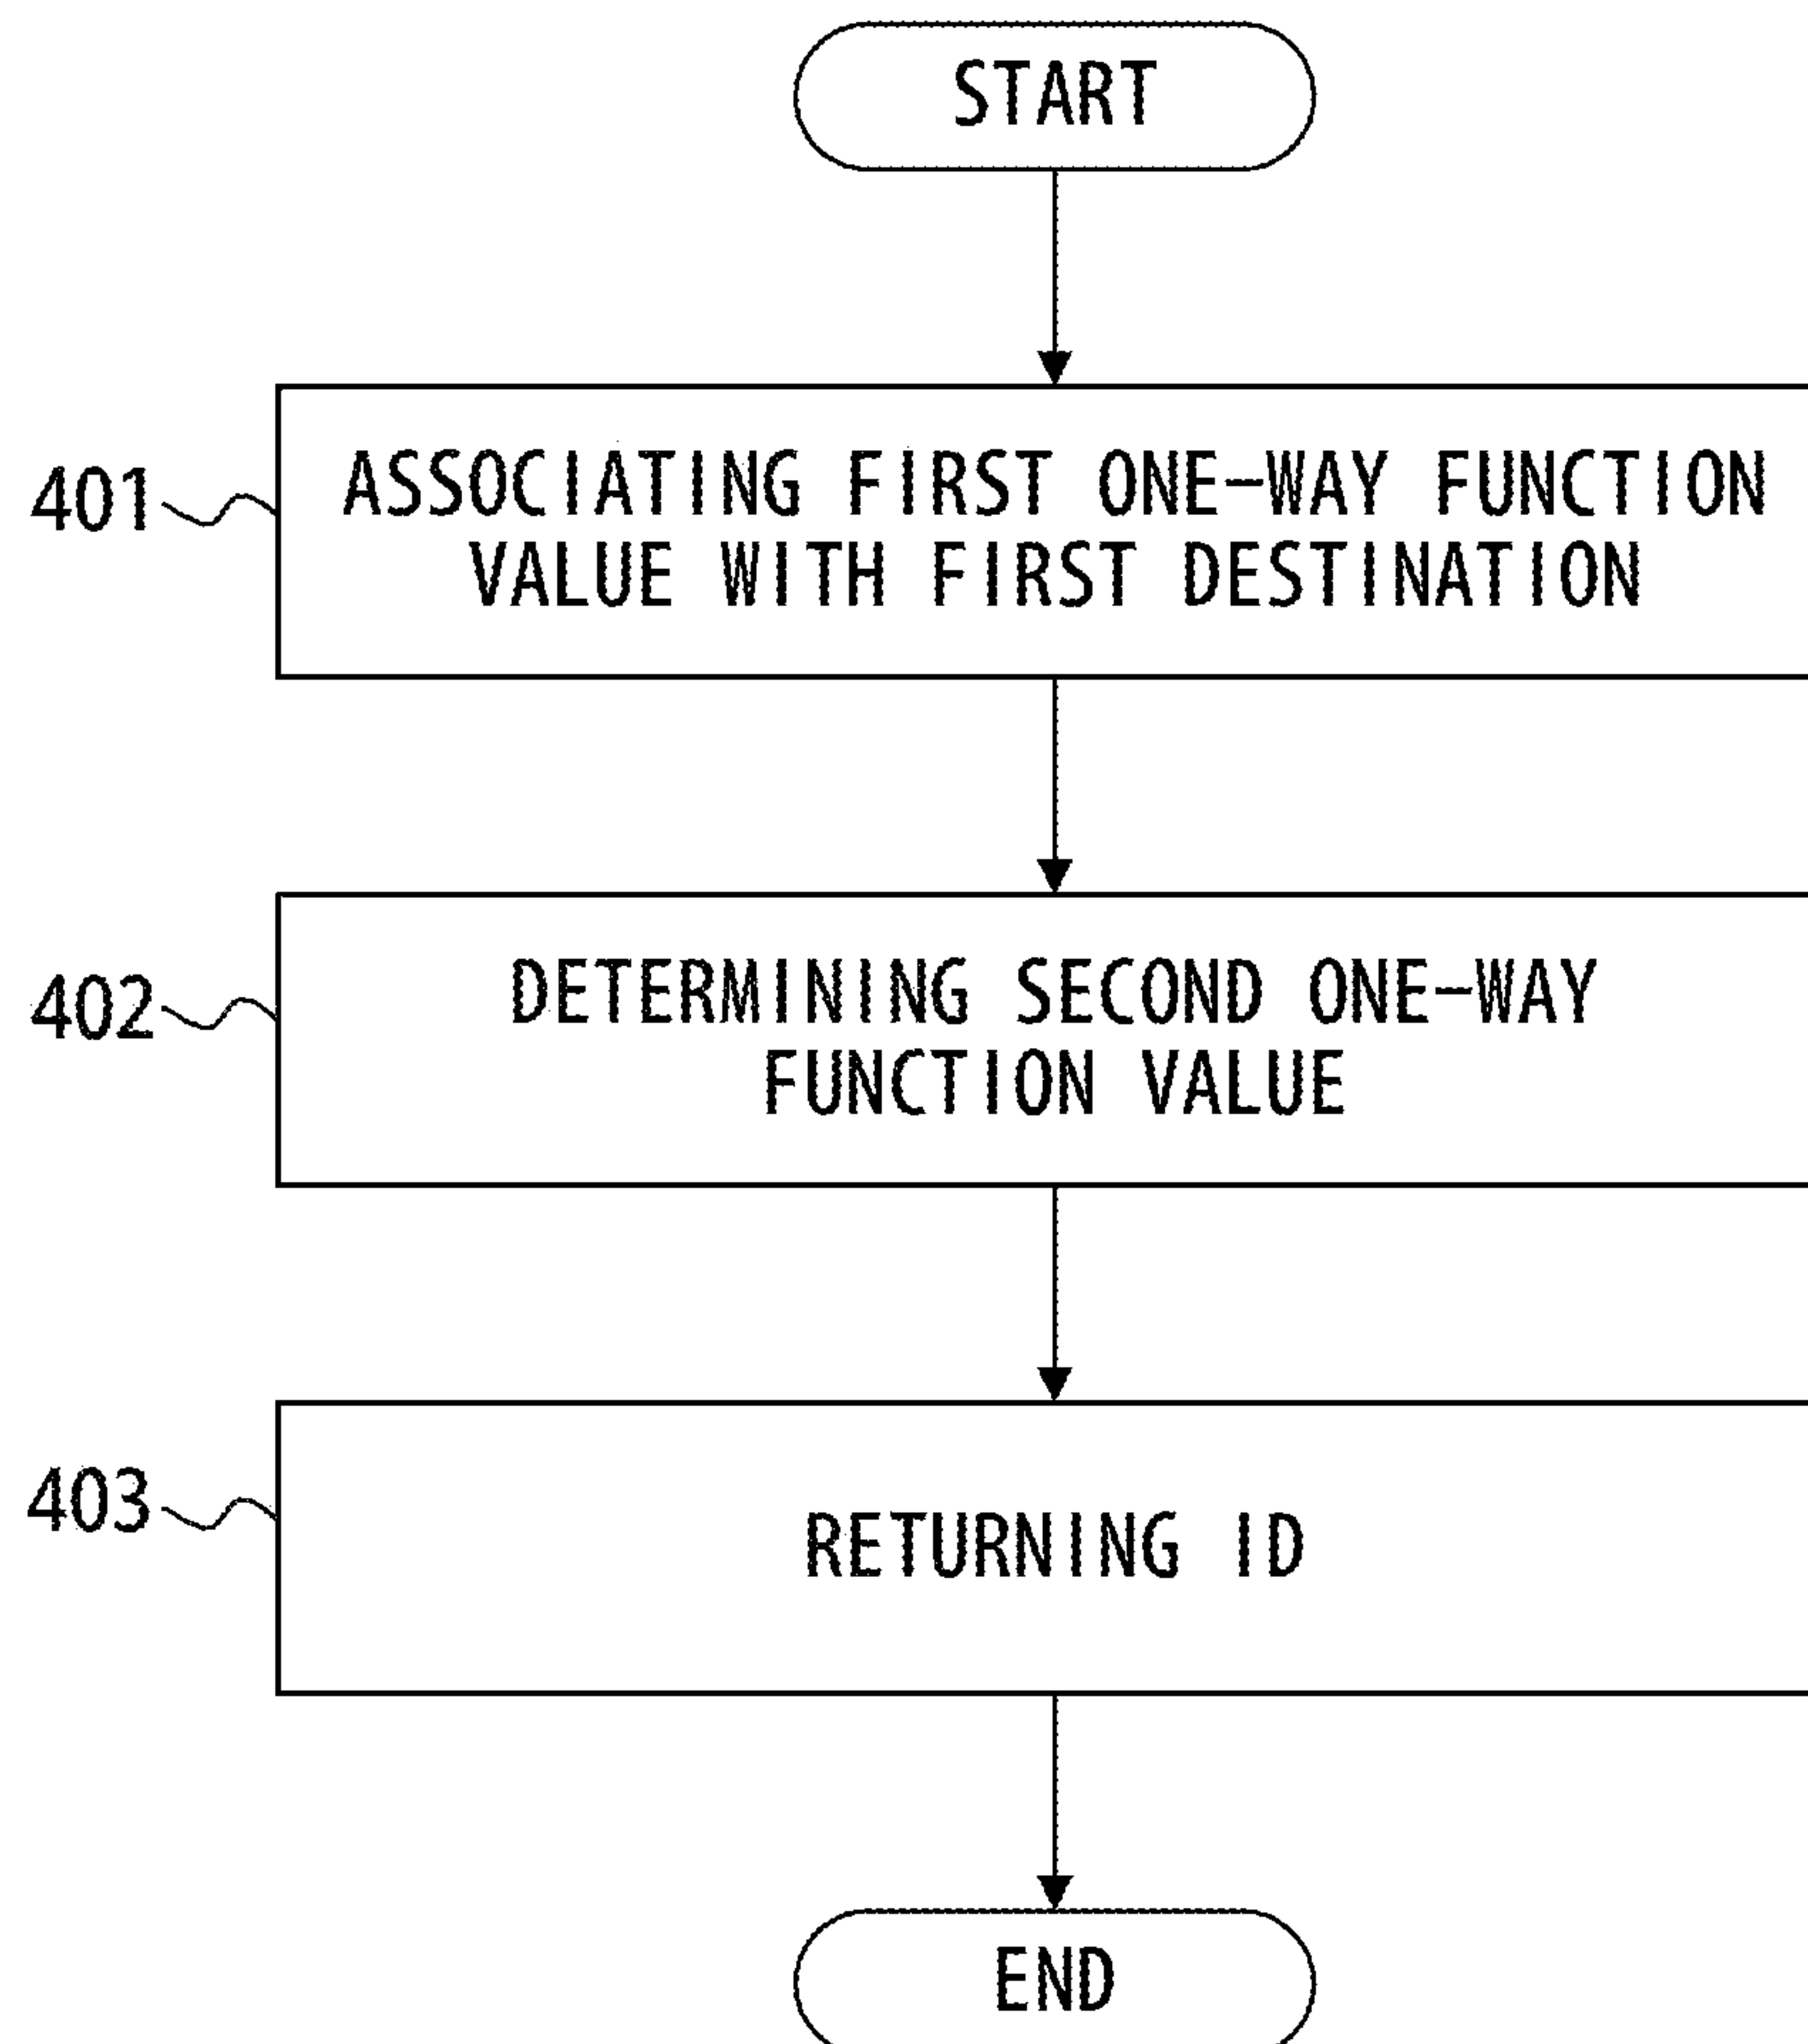 START
401
ASSOCIATING FIRST ONE-WAY FUNCTION
VALUE WITH FIRST DESTINATION
402
DETERMINING SECOND ONE-WAY
FUNCTION VALUE
403
RETURNING ID
END